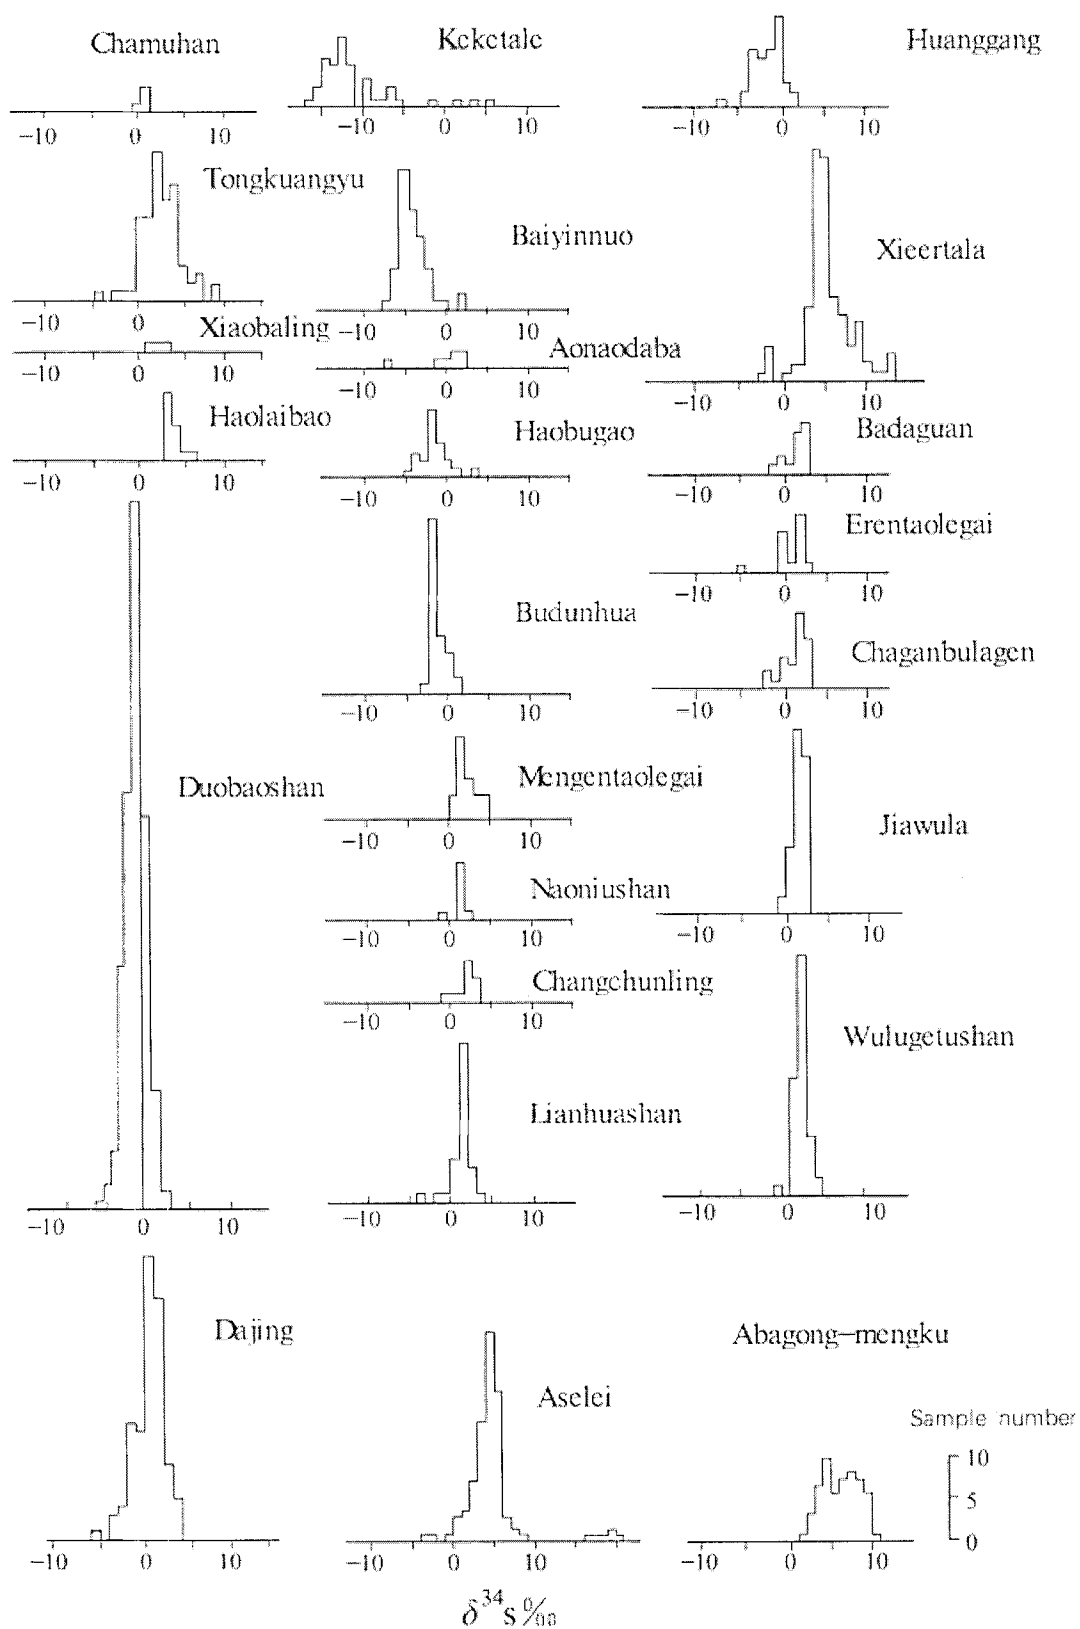 Chamuhan
Keketale
Huanggang
−10 0 10
−10 0 10
−10 0 10
Tongkuangyu
Baiyinnuo
Xieertala
−10 0 10
−10 0 10
−10 0 10
Xiaobaling
Aonaodaba
−10 0 10
−10 0 10
Haolaibao
Haobugao
Badaguan
−10 0 10
−10 0 10
−10 0 10
Erentaolegai
−10 0 10
Budunhua
Chaganbulagen
−10 0 10
−10 0 10
Duobaoshan
Mengentaolegai
Jiawula
−10 0 10
−10 0 10
Naoniushan
−10 0 10
Changchunling
−10 0 10
Wulugetushan
Lianhuashan
−10 0 10
−10 0 10
−10 0 10
Dajing
Aselei
Abagong−mengku
Sample number
10
5
0
−10 0 10
−10 0 10 20
−10 0 10
δ³⁴s‰